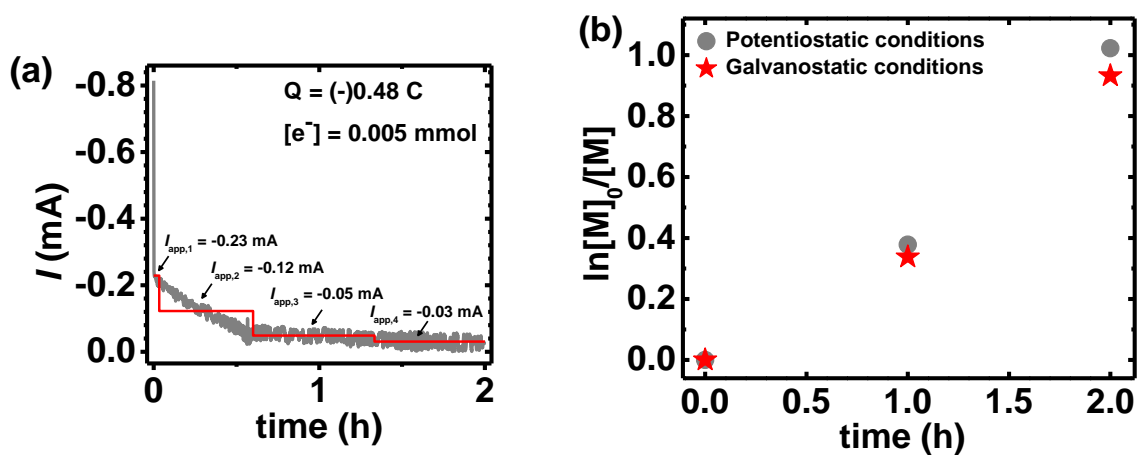 (a)
Q = (-)0.48 C
[e⁻] = 0.005 mmol
I (mA)
-0.8
-0.6
-0.4
-0.2
0.0
I_app,1 = -0.23 mA
I_app,2 = -0.12 mA
I_app,3 = -0.05 mA
I_app,4 = -0.03 mA
0
1
2
time (h)
(b)
Potentiostatic conditions
Galvanostatic conditions
ln[M]₀/[M]
1.0
0.8
0.6
0.4
0.2
0.0
0.0
0.5
1.0
1.5
2.0
time (h)